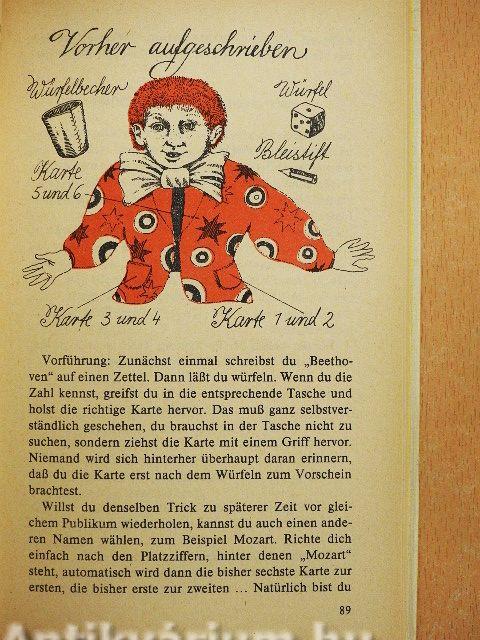 Vorher aufgeschrieben
Würfelbecher
Würfel
Bleistift
Karte
5 und 6
Karte 3 und 4
Karte 1 und 2
Vorführung: Zunächst einmal schreibst du „Beetho-
ven“ auf einen Zettel. Dann läßt du würfeln. Wenn du die
Zahl kennst, greifst du in die entsprechende Tasche und
holst die richtige Karte hervor. Das muß ganz selbstver-
ständlich geschehen, du brauchst in der Tasche nicht zu
suchen, sondern ziehst die Karte mit einem Griff hervor.
Niemand wird sich hinterher überhaupt daran erinnern,
daß du die Karte erst nach dem Würfeln zum Vorschein
brachtest.
Willst du denselben Trick zu späterer Zeit vor glei-
chem Publikum wiederholen, kannst du auch einen ande-
ren Namen wählen, zum Beispiel Mozart. Richte dich
einfach nach den Platzziffern, hinter denen „Mozart“
steht, automatisch wird dann die bisher sechste Karte zur
ersten, die bisher erste zur zweiten ... Natürlich bist du
89
Antikvárium.hu